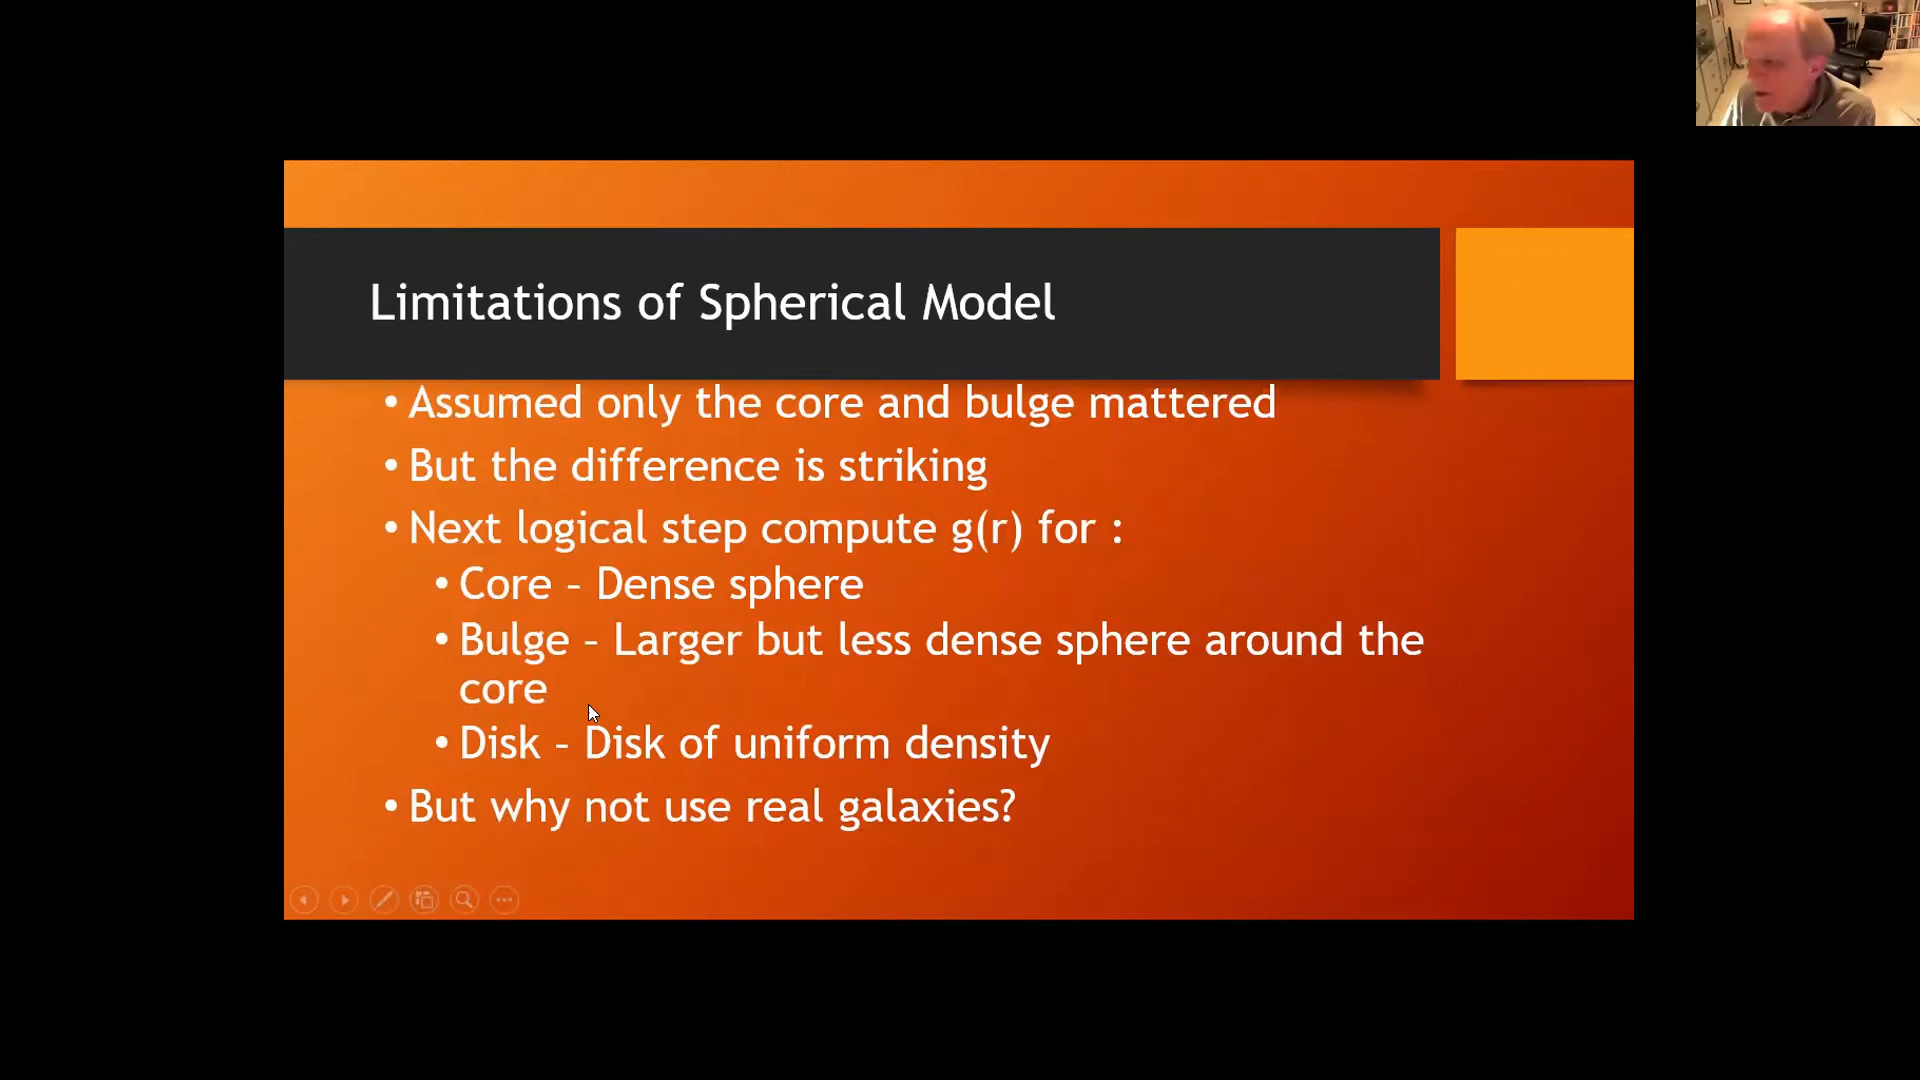 Limitations of Spherical Model
• Assumed only the core and bulge mattered
• But the difference is striking
• Next logical step compute g(r) for :
• Core – Dense sphere
• Bulge – Larger but less dense sphere around the
core
• Disk – Disk of uniform density
• But why not use real galaxies?